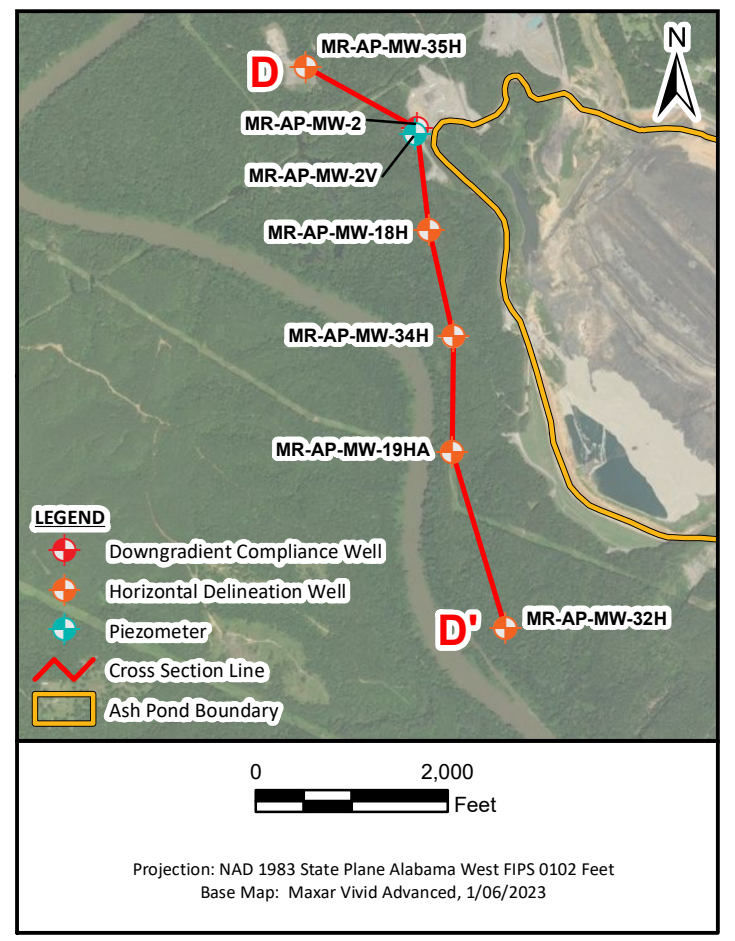 MR-AP-MW-35H
N
D
MR-AP-MW-2
MR-AP-MW-2V
MR-AP-MW-18H
MR-AP-MW-34H
MR-AP-MW-19HA
LEGEND
Downgradient Compliance Well
Horizontal Delineation Well
Piezometer
D'
MR-AP-MW-32H
Cross Section Line
Ash Pond Boundary
0 2,000
Feet
Projection: NAD 1983 State Plane Alabama West FIPS 0102 Feet
Base Map: Maxar Vivid Advanced, 1/06/2023